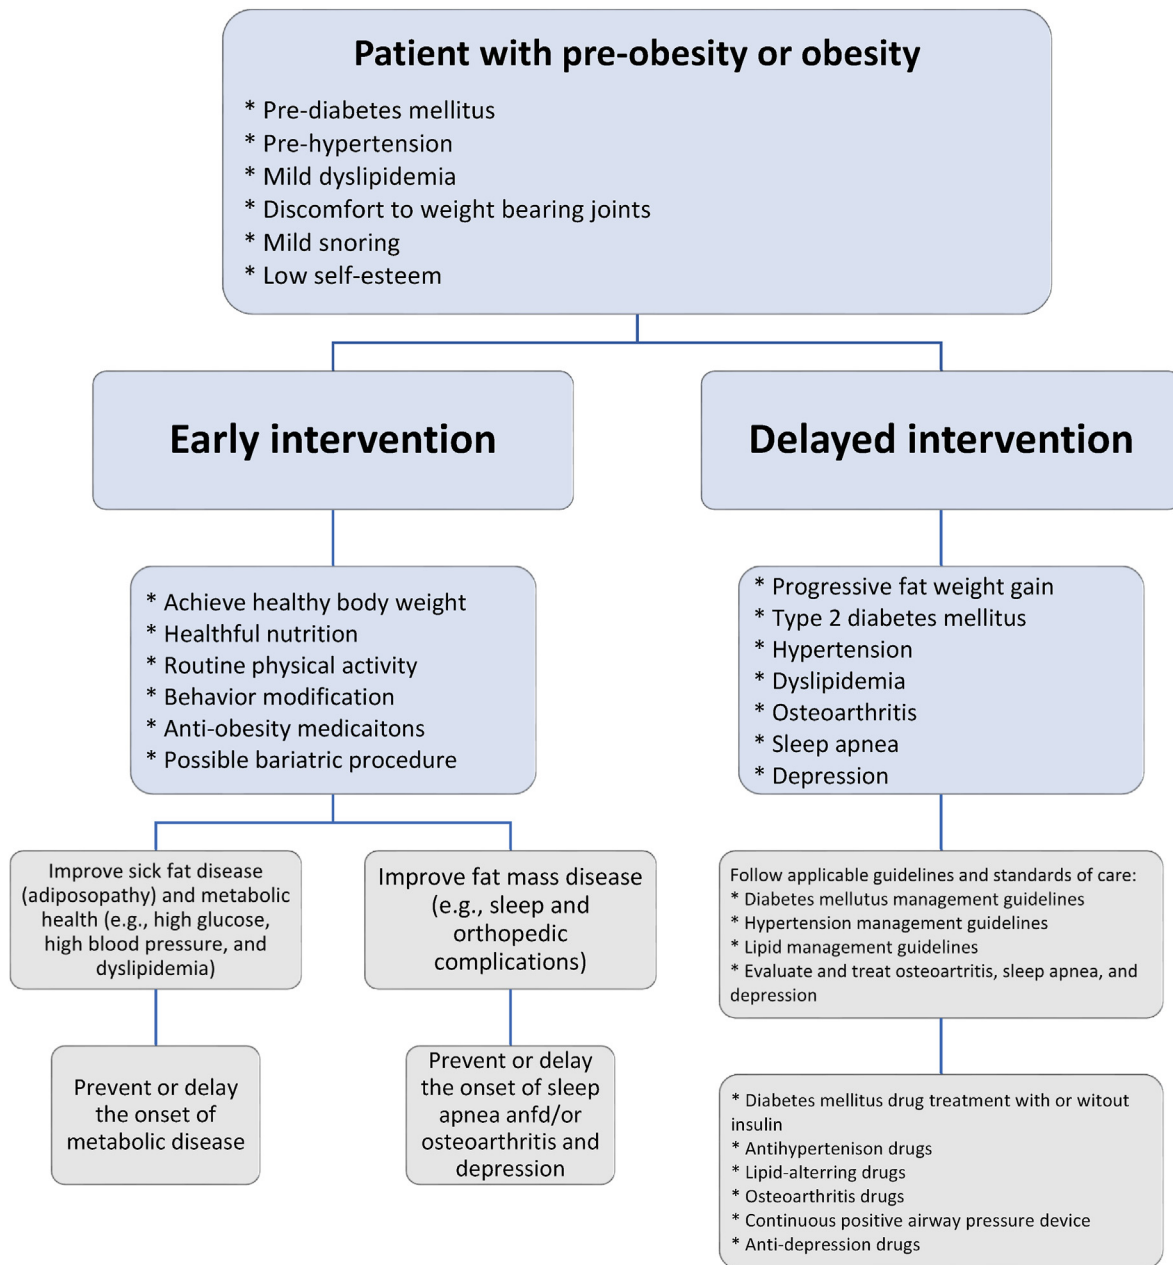 Patient with pre-obesity or obesity
* Pre-diabetes mellitus
* Pre-hypertension
* Mild dyslipidemia
* Discomfort to weight bearing joints
* Mild snoring
* Low self-esteem
Early intervention
Delayed intervention
* Achieve healthy body weight
* Healthful nutrition
* Routine physical activity
* Behavior modification
* Anti-obesity medicaitons
* Possible bariatric procedure
* Progressive fat weight gain
* Type 2 diabetes mellitus
* Hypertension
* Dyslipidemia
* Osteoarthritis
* Sleep apnea
* Depression
Improve sick fat disease
(adiposopathy) and metabolic
health (e.g., high glucose,
high blood pressure, and
dyslipidemia)
Improve fat mass disease
(e.g., sleep and
orthopedic
complications)
Follow applicable guidelines and standards of care:
* Diabetes mellutus management guidelines
* Hypertension management guidelines
* Lipid management guidelines
* Evaluate and treat osteoartritis, sleep apnea, and
depression
Prevent or delay
the onset of
metabolic disease
Prevent or delay
the onset of sleep
apnea anfd/or
osteoarthritis and
depression
* Diabetes mellitus drug treatment with or witout
insulin
* Antihypertenison drugs
* Lipid-alterring drugs
* Osteoarthritis drugs
* Continuous positive airway pressure device
* Anti-depression drugs